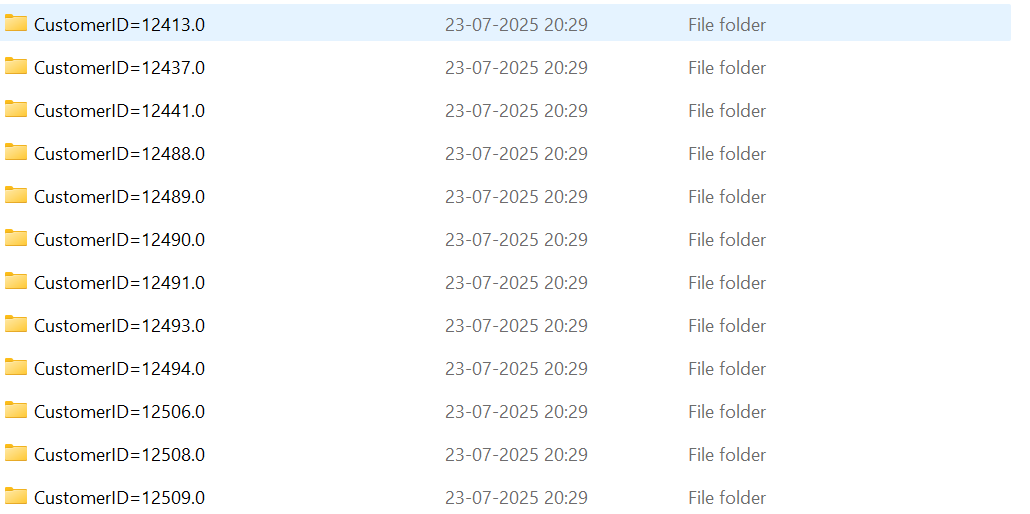 CustomerID=12413.0 23-07-2025 20:29 File folder
CustomerID=12437.0 23-07-2025 20:29 File folder
CustomerID=12441.0 23-07-2025 20:29 File folder
CustomerID=12488.0 23-07-2025 20:29 File folder
CustomerID=12489.0 23-07-2025 20:29 File folder
CustomerID=12490.0 23-07-2025 20:29 File folder
CustomerID=12491.0 23-07-2025 20:29 File folder
CustomerID=12493.0 23-07-2025 20:29 File folder
CustomerID=12494.0 23-07-2025 20:29 File folder
CustomerID=12506.0 23-07-2025 20:29 File folder
CustomerID=12508.0 23-07-2025 20:29 File folder
CustomerID=12509.0 23-07-2025 20:29 File folder